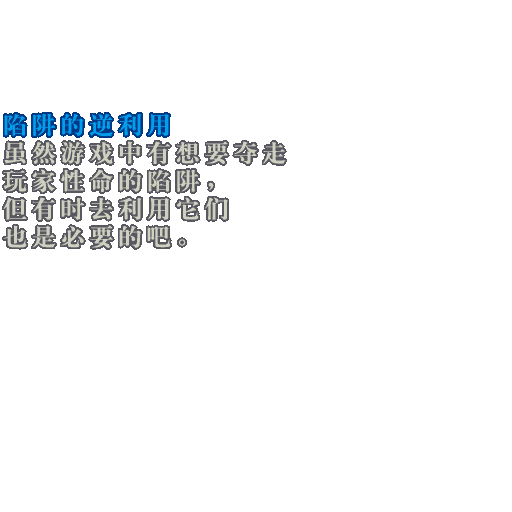 陷阱的逆利用
虽然游戏中有想要夺走
玩家性命的陷阱，
但有时去利用它们
也是必要的吧。